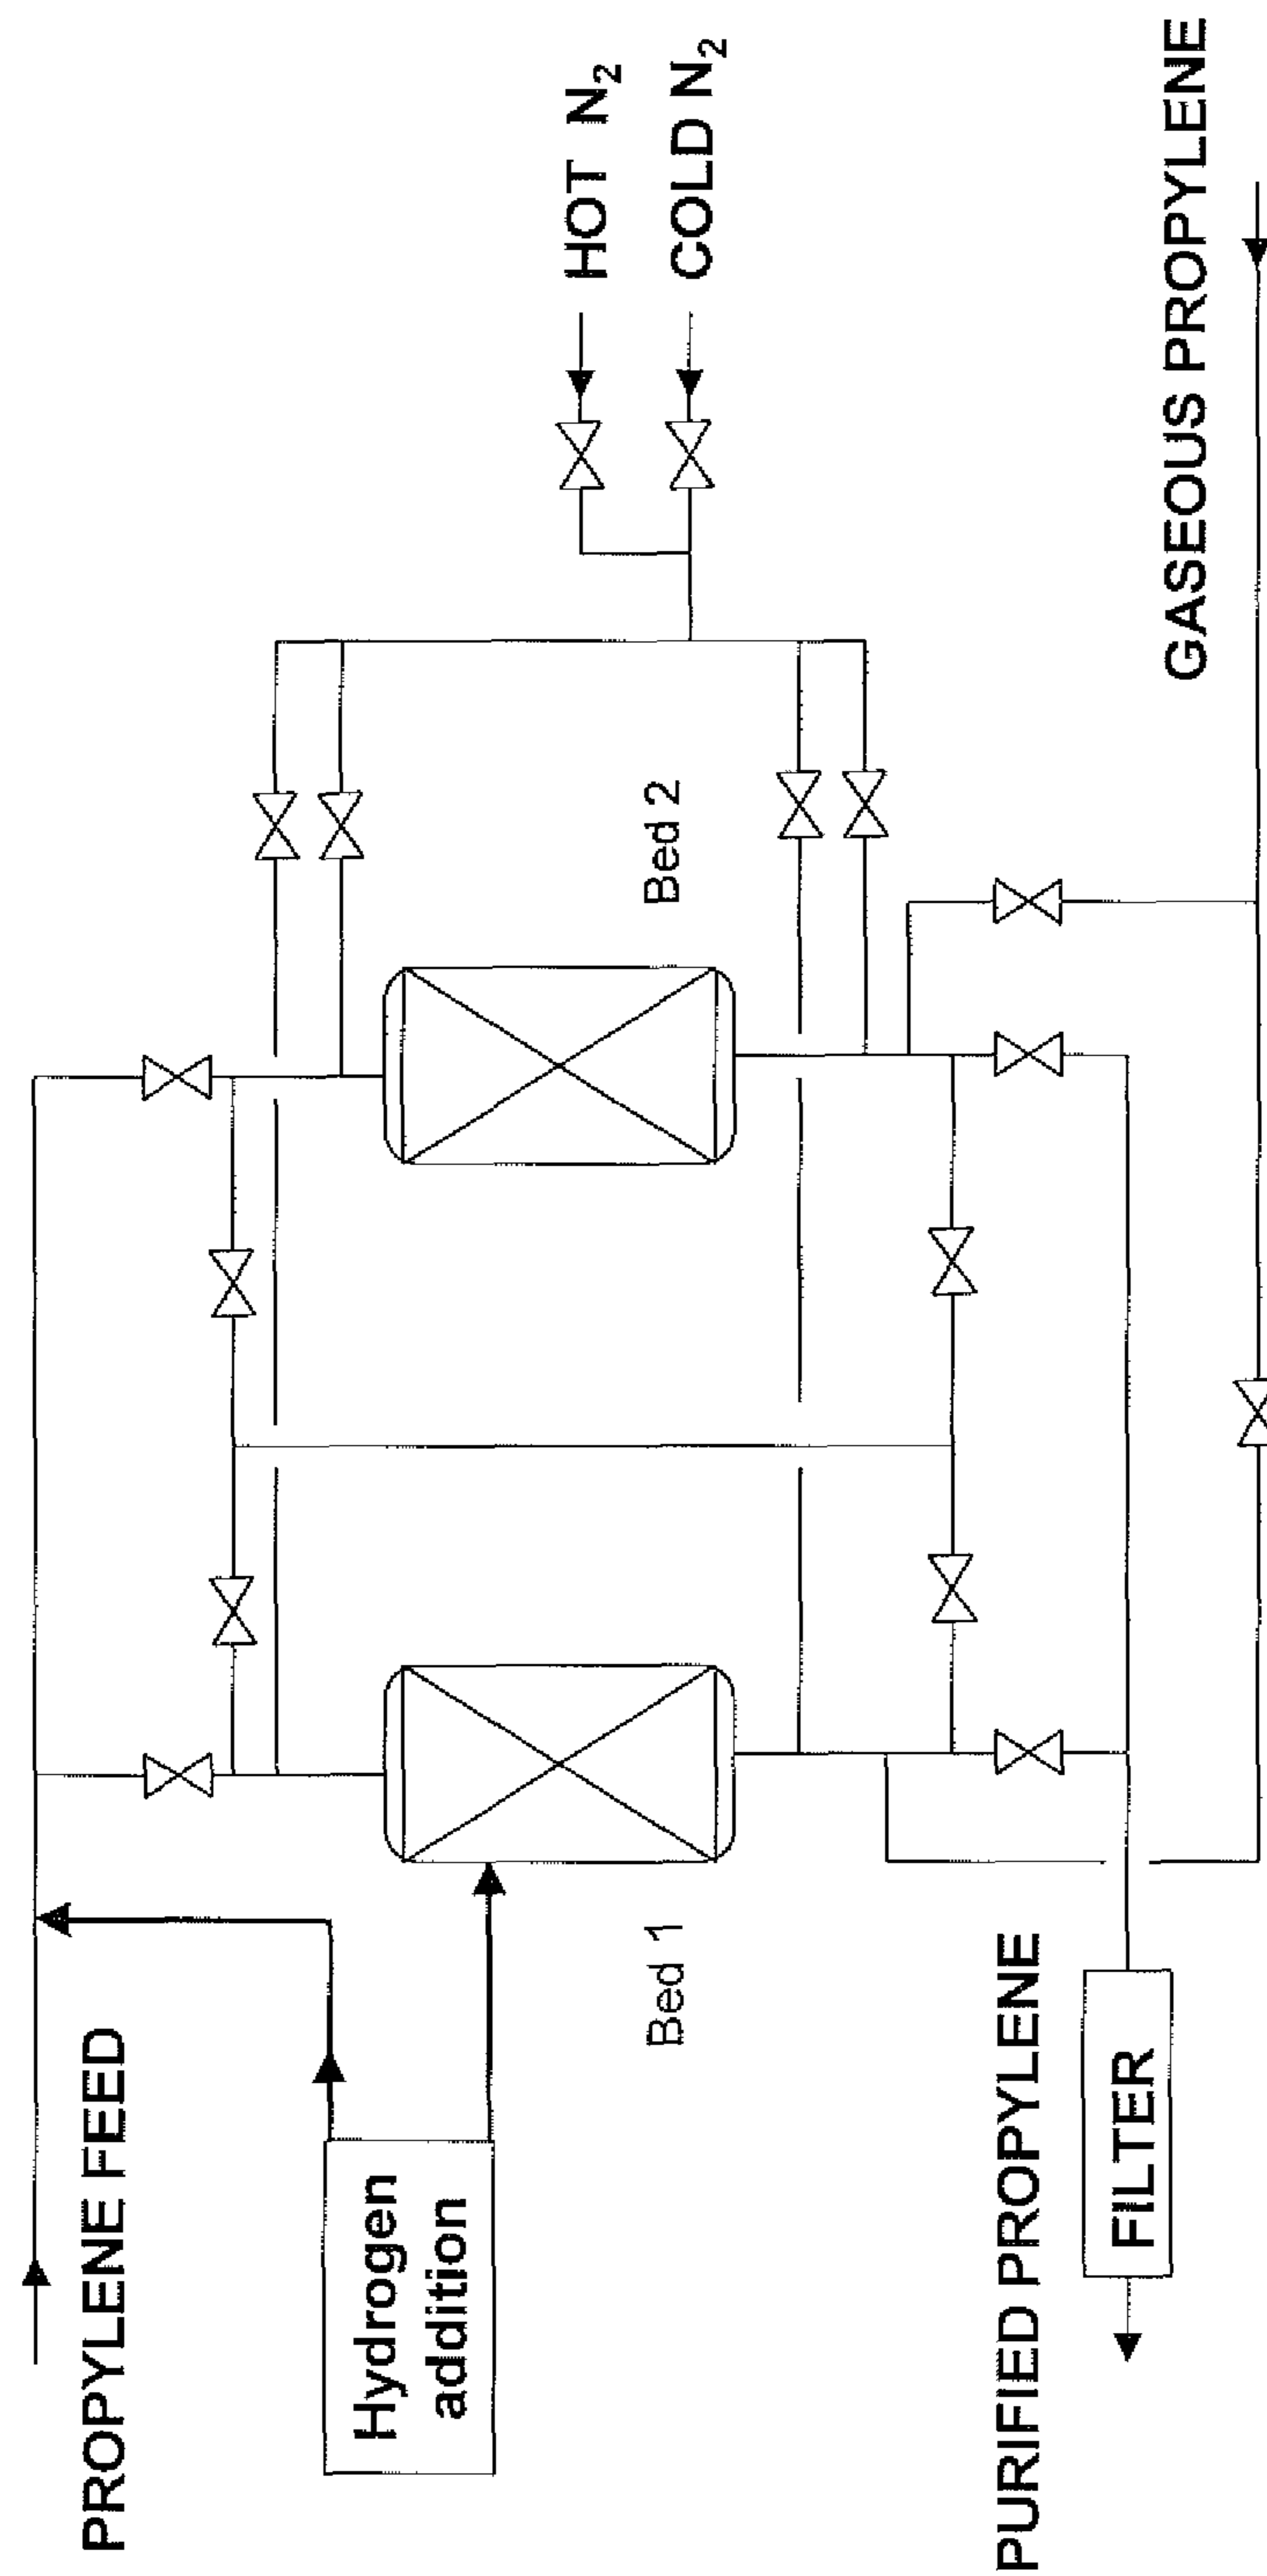 PROPYLENE FEED
Hydrogen
addition
HOT N₂
COLD N₂
Bed 1
Bed 2
PURIFIED PROPYLENE
FILTER
GASEOUS PROPYLENE